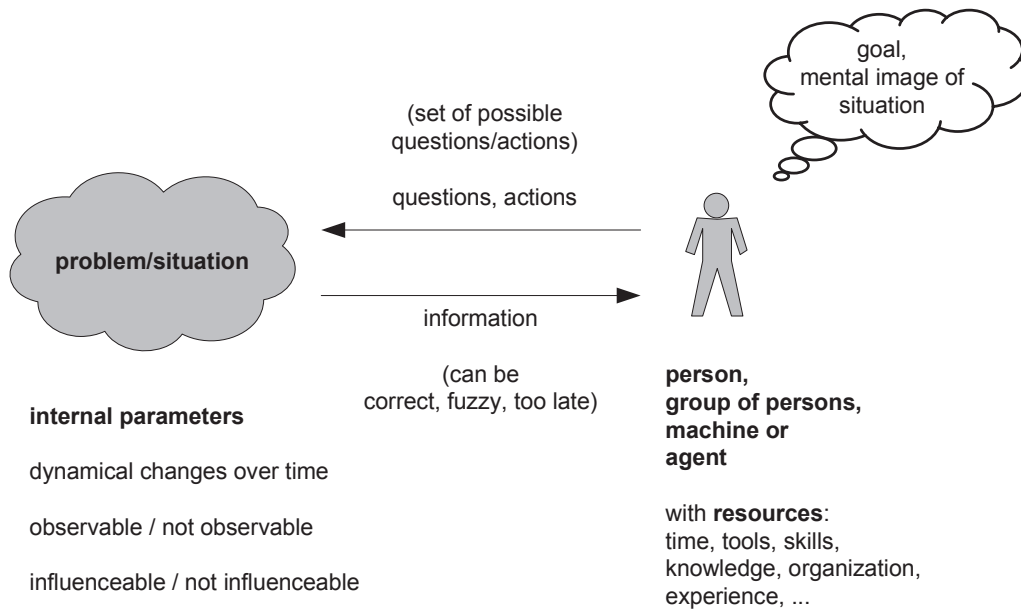 goal,
mental image of
situation
(set of possible
questions/actions)
questions, actions
problem/situation
information
(can be
correct, fuzzy, too late)
internal parameters
dynamical changes over time
observable / not observable
influenceable / not influenceable
person,
group of persons,
machine or
agent
with resources:
time, tools, skills,
knowledge, organization,
experience, ...